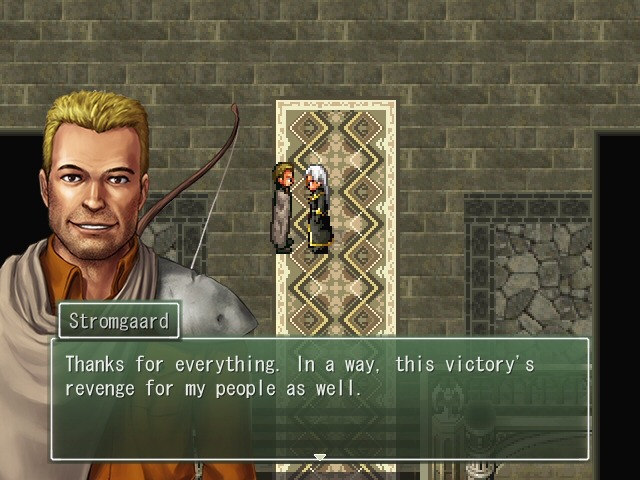 Stromgaard
Thanks for everything. In a way, this victory's
revenge for my people as well.